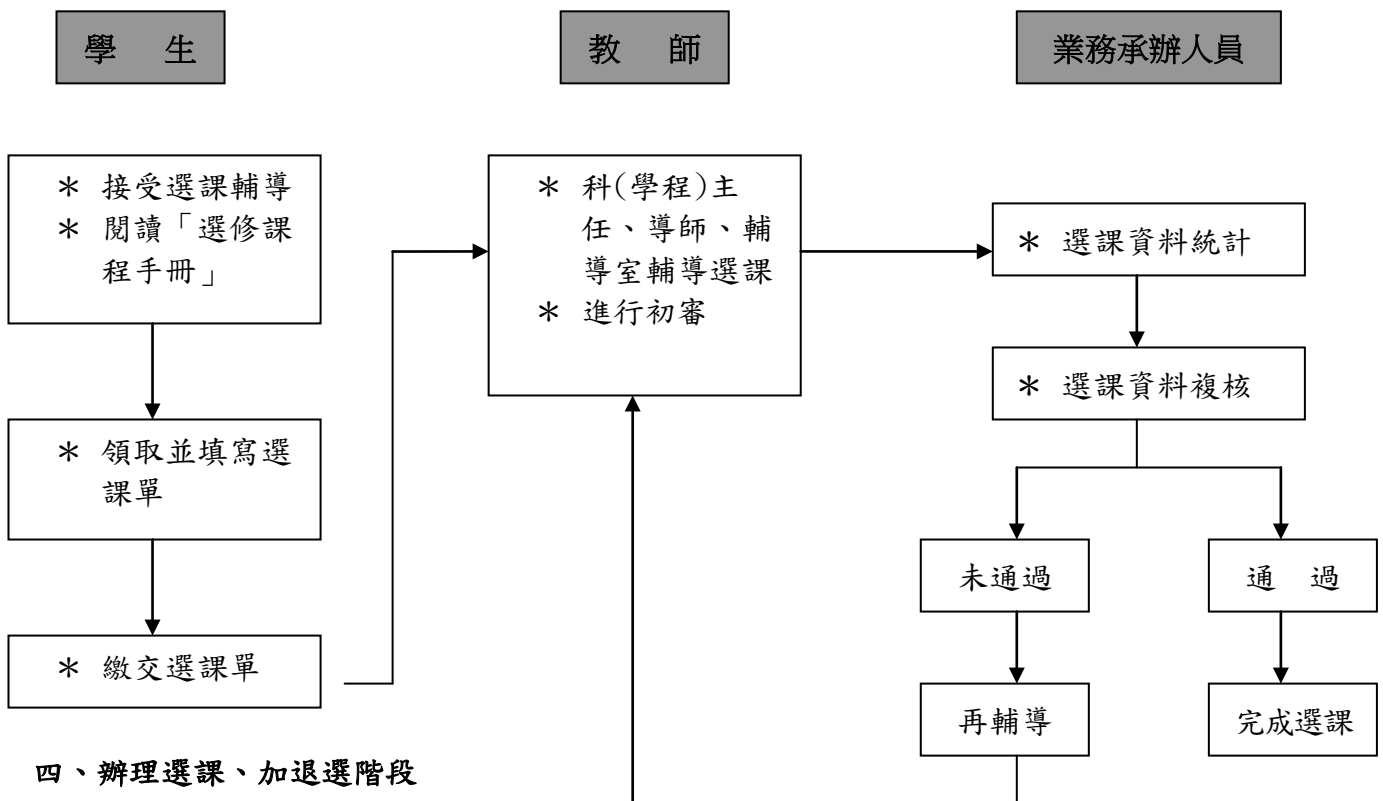 學 生
教 師
業務承辦人員
＊ 接受選課輔導
＊ 閱讀「選修課
程手冊」
＊ 領取並填寫選
課單
＊ 繳交選課單
＊ 科(學程)主
任、導師、輔
導室輔導選課
＊ 進行初審
＊ 選課資料統計
＊ 選課資料複核
未通過
通 過
再輔導
完成選課
四、辦理選課、加退選階段